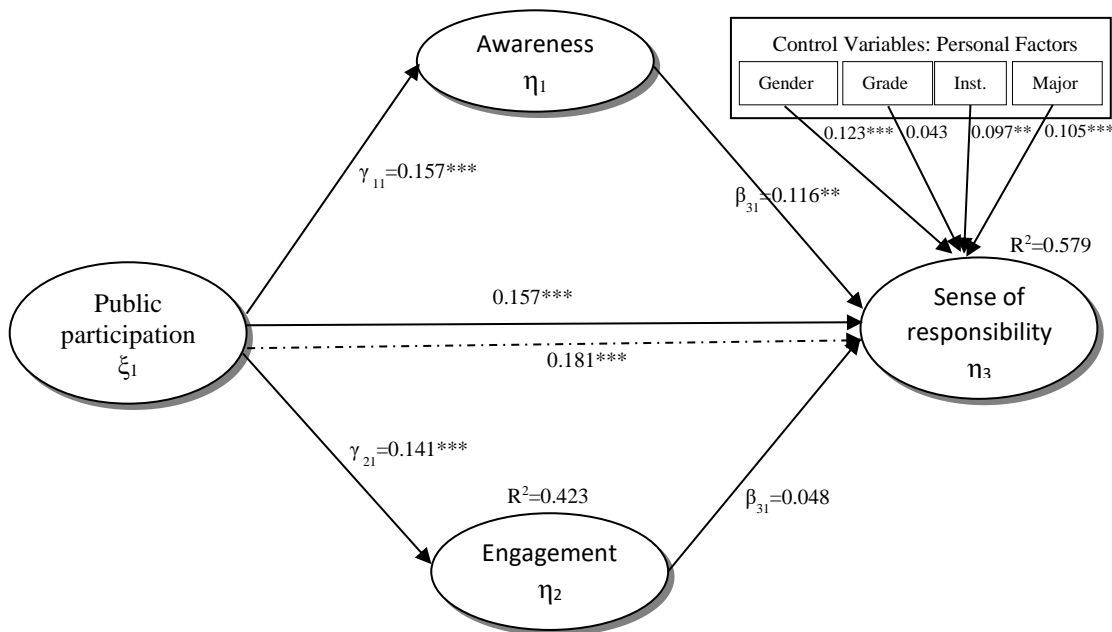 Awareness
η1
Control Variables: Personal Factors
Gender
Grade
Inst.
Major
0.123***
0.043
0.097**
0.105***
γ 11=0.157***
β31=0.116**
R2=0.579
Public
participation
ξ1
0.157***
0.181***
Sense of
responsibility
η3
γ 21=0.141***
R2=0.423
β31=0.048
Engagement
η2